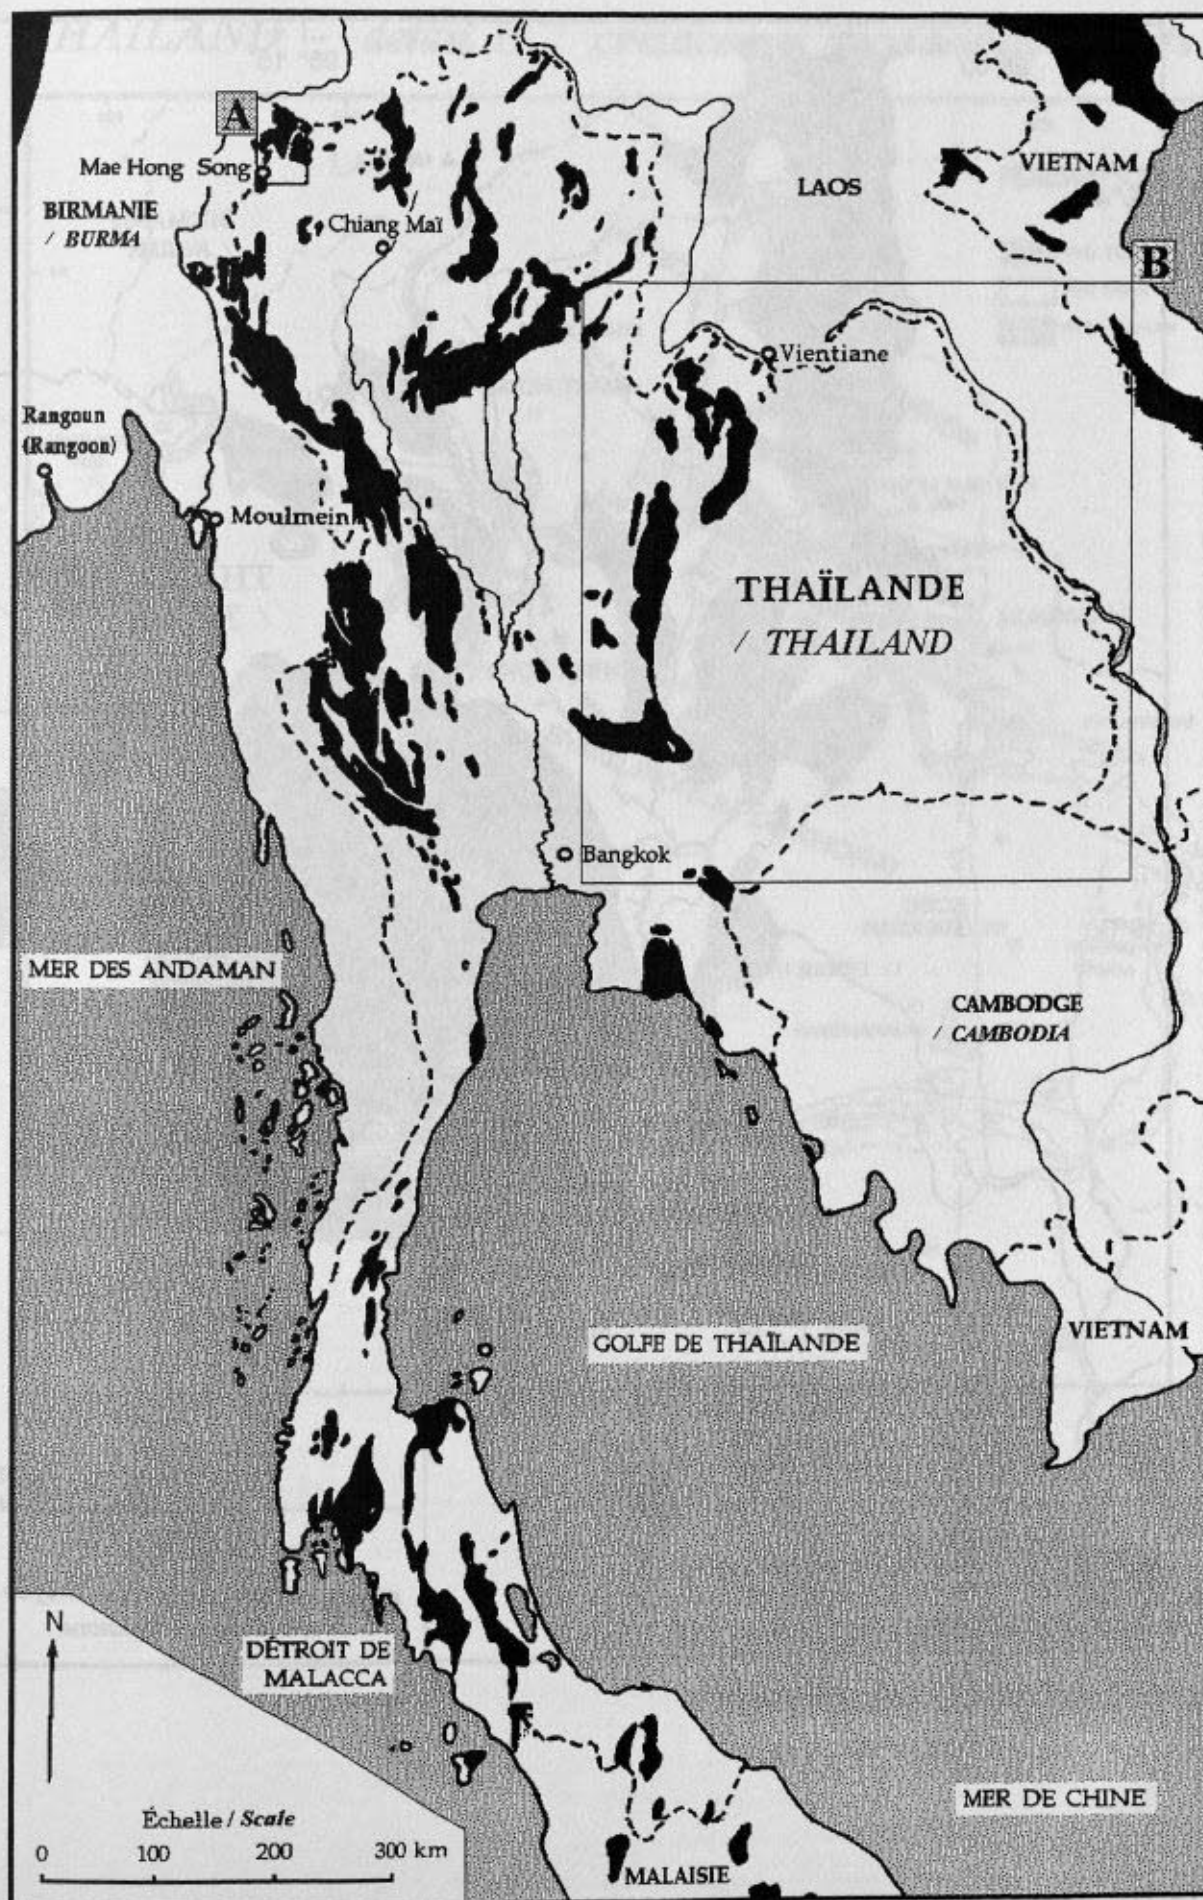 A
Mae Hong Song
BIRMANIE
/ BURMA
Chiang Maï
LAOS
VIETNAM
B
Vientiane
Rangoun
(Rangoon)
Moulmein
THAÏLANDE
/ THAILAND
Bangkok
MER DES ANDAMAN
CAMBODGE
/ CAMBODIA
GOLFE DE THAÏLANDE
VIETNAM
N
DÉTROIT DE
MALACCA
MER DE CHINE
Échelle / Scale
0 100 200 300 km
MALAISIE